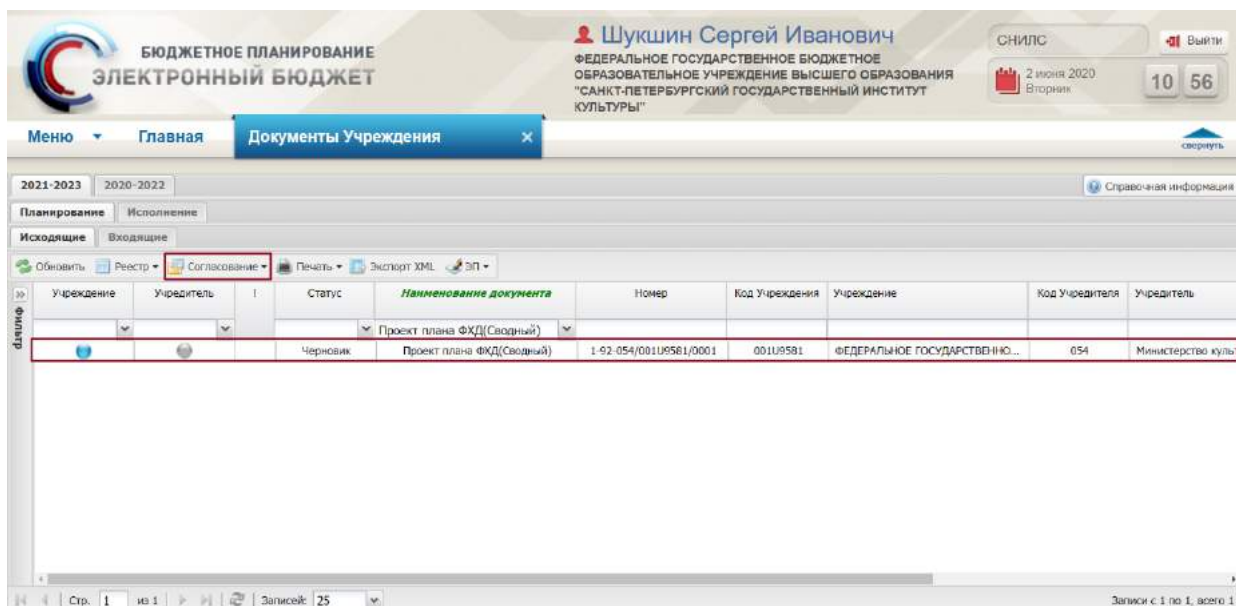 БЮДЖЕТНОЕ ПЛАНИРОВАНИЕ
ЭЛЕКТРОННЫЙ БЮДЖЕТ
Шукшин Сергей Иванович
ФЕДЕРАЛЬНОЕ ГОСУДАРСТВЕННОЕ БЮДЖЕТНОЕ
ОБРАЗОВАТЕЛЬНОЕ УЧРЕЖДЕНИЕ ВЫСШЕГО ОБРАЗОВАНИЯ
"САНКТ-ПЕТЕРБУРГСКИЙ ГОСУДАРСТВЕННЫЙ ИНСТИТУТ
КУЛЬТУРЫ"
СНИЛС Выйти
2 июня 2020
Вторник
10 56
Меню Главная Документы Учреждения
свернуть
2021-2023 2020-2022 Справочная информация
Планирование Исполнение
Исходящие Входящие
Обновить Реестр Согласование Печать Экспорт XML ЭП
Фильтр
Учреждение Учредитель ! Статус Наименование документа Номер Код Учреждения Учреждение Код Учредителя Учредитель
Проект плана ФХД(Сводный)
Черновик Проект плана ФХД(Сводный) 1-92-054/001U9581/0001 001U9581 ФЕДЕРАЛЬНОЕ ГОСУДАРСТВЕННО... 054 Министерство куль
Стр. 1 из 1 Записей: 25 Записи с 1 по 1, всего 1